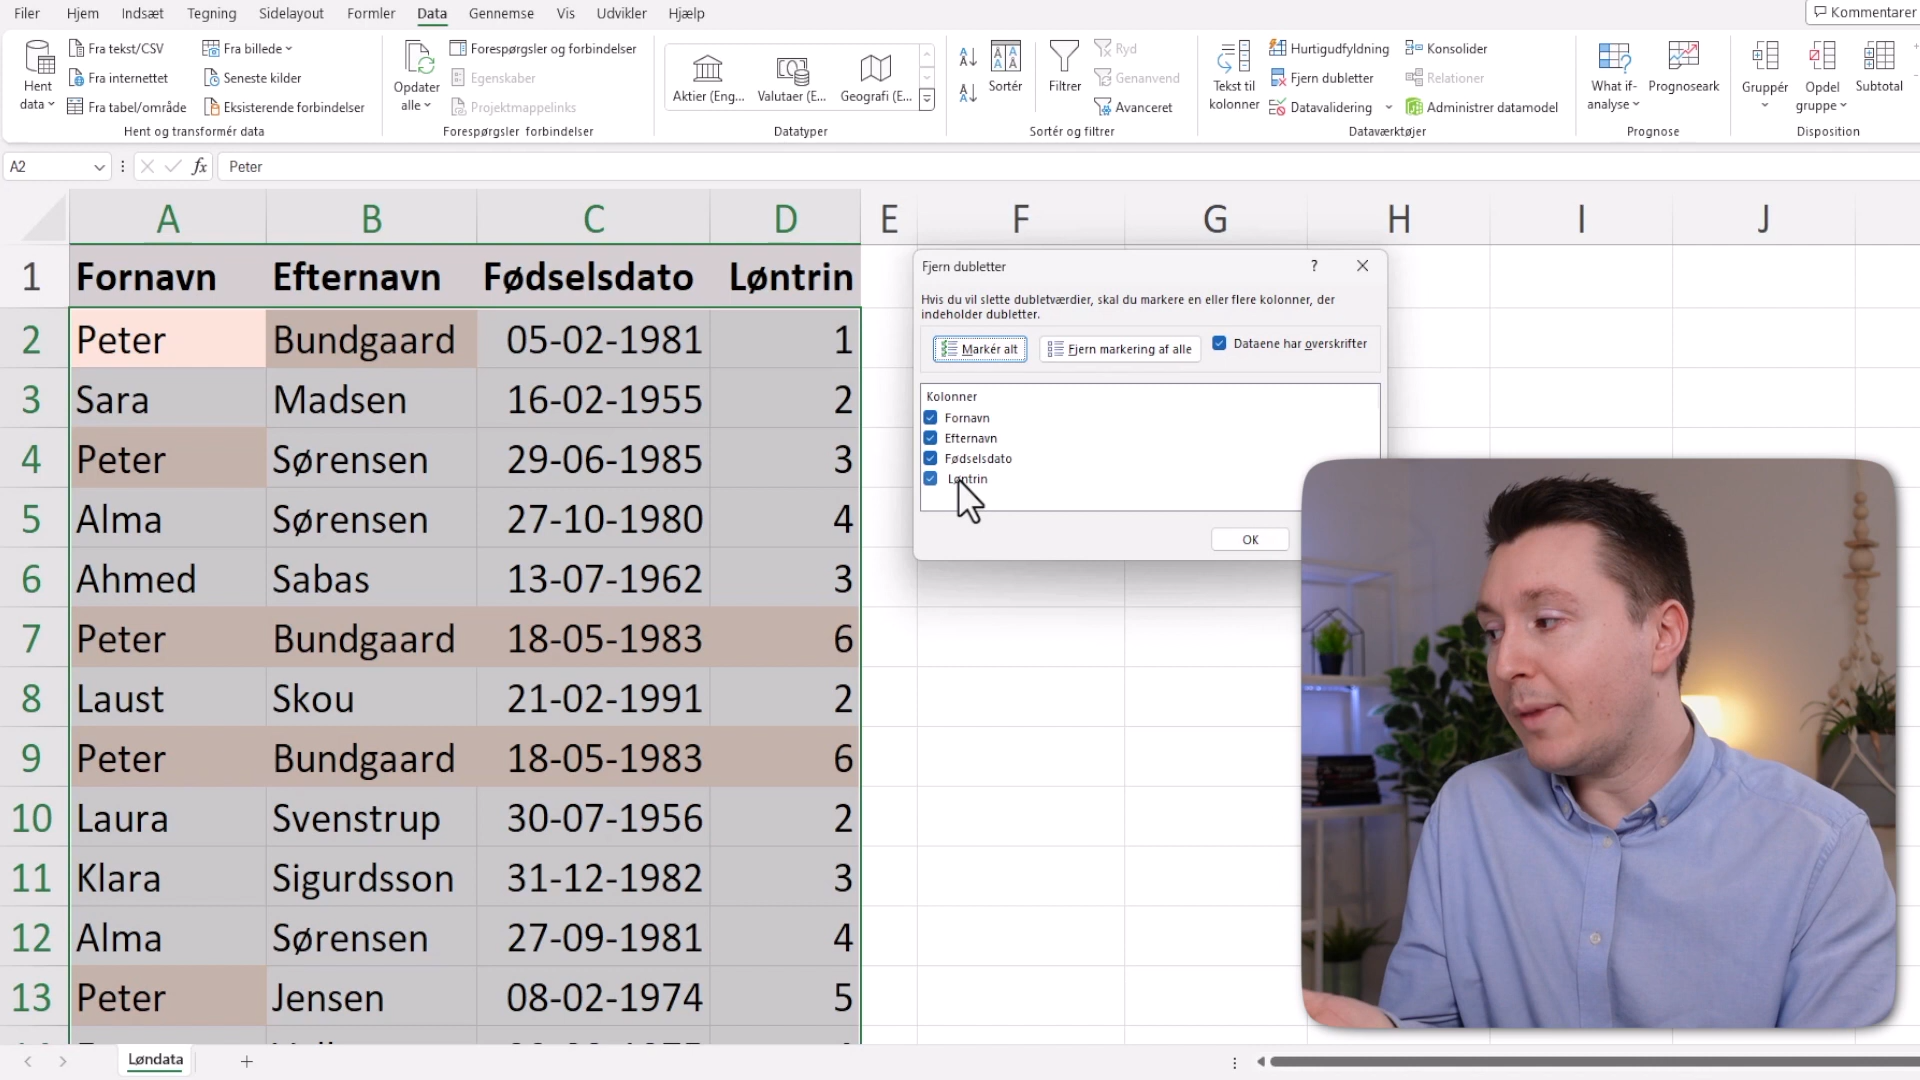 Filer Hjem Indsæt Tegning Sidelayout Formler Data Gennemse Vis Udvikler Hjælp Kommentarer
Hent data
Fra tekst/CSV
Fra internettet
Fra tabel/område
Fra billede
Seneste kilder
Eksisterende forbindelser
Hent og transformér data
Opdater alle
Forespørgsler og forbindelser
Egenskaber
Projektmappelinks
Forespørgsler forbindelser
Aktier (Eng... Valutaer (E... Geografi (E...
Datatyper
Sortér
Filtrer
Ryd
Genanvend
Avanceret
Sortér og filtrer
Tekst til kolonner
Hurtigudfyldning
Fjern dubletter
Datavalidering
Konsolider
Relationer
Administrer datamodel
Dataværktøjer
What if-analyse
Prognoseark
Prognose
Gruppér
Opdel gruppe
Subtotal
Disposition
A2 fx Peter
A B C D E F G H I J
1 Fornavn Efternavn Fødselsdato Løntrin
2 Peter Bundgaard 05-02-1981 1
3 Sara Madsen 16-02-1955 2
4 Peter Sørensen 29-06-1985 3
5 Alma Sørensen 27-10-1980 4
6 Ahmed Sabas 13-07-1962 3
7 Peter Bundgaard 18-05-1983 6
8 Laust Skou 21-02-1991 2
9 Peter Bundgaard 18-05-1983 6
10 Laura Svenstrup 30-07-1956 2
11 Klara Sigurdsson 31-12-1982 3
12 Alma Sørensen 27-09-1981 4
13 Peter Jensen 08-02-1974 5
Fjern dubletter ?
Hvis du vil slette dubletværdier, skal du markere en eller flere kolonner, der
indeholder dubletter.
Markér alt Fjern markering af alle Dataene har overskrifter
Kolonner
Fornavn
Efternavn
Fødselsdato
Løntrin
OK
Løndata